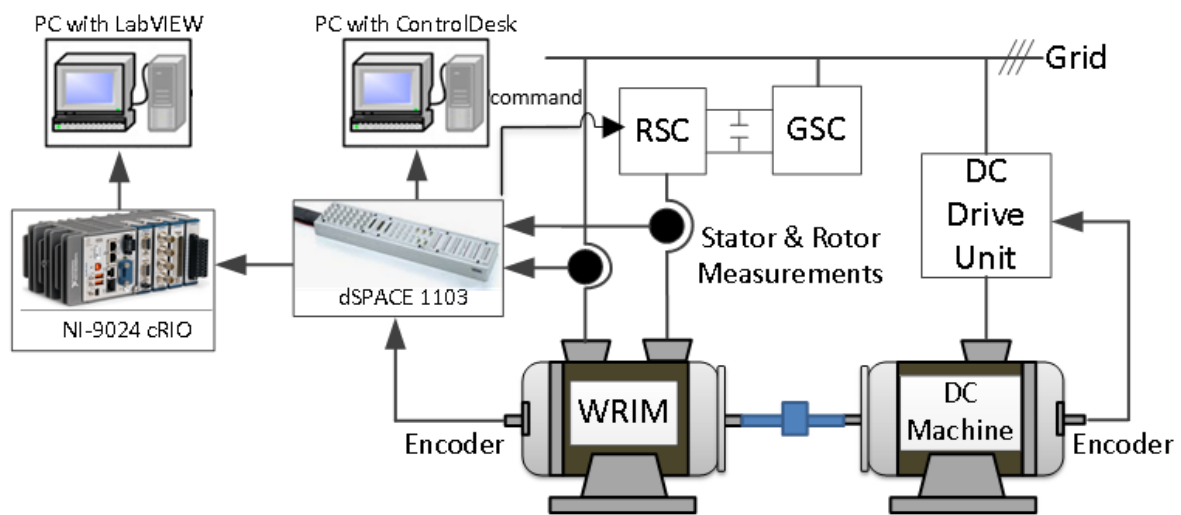 PC with LabVIEW
PC with ControlDesk
Grid
command
RSC
GSC
DC
Drive
Unit
Stator & Rotor
Measurements
dSPACE 1103
NI-9024 cRIO
WRIM
DC
Machine
Encoder
Encoder